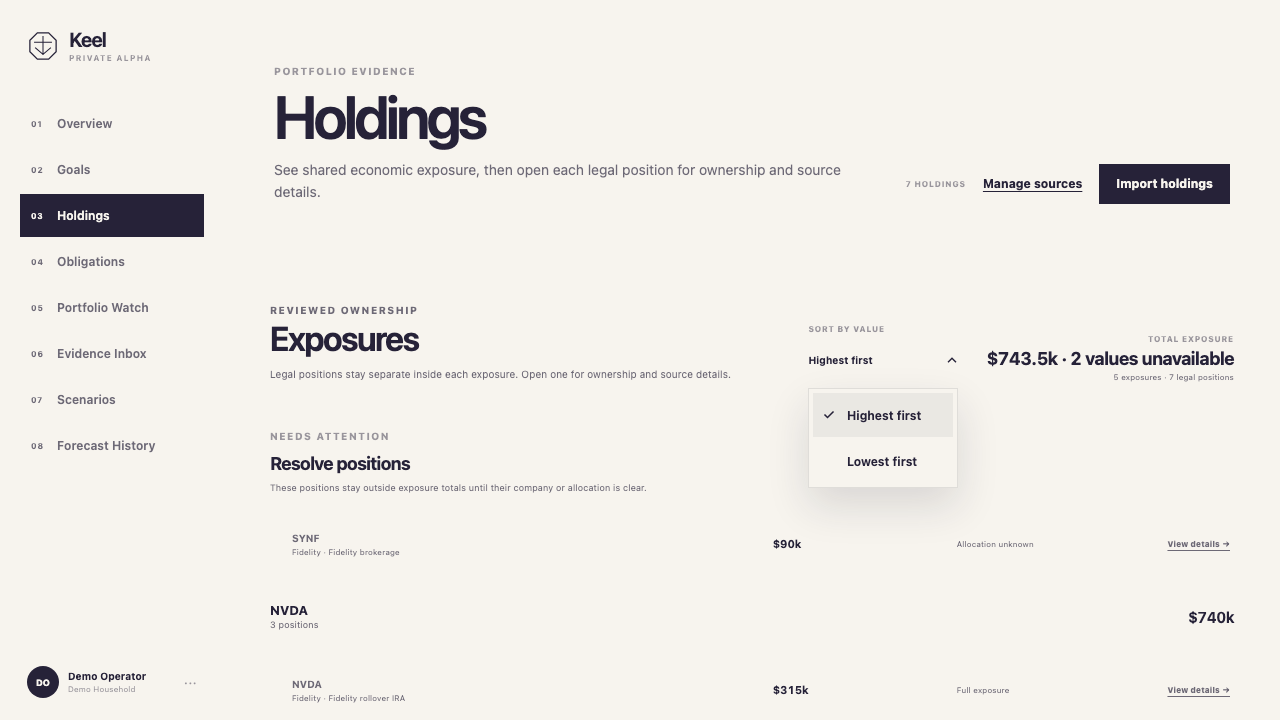 Keel
PRIVATE ALPHA
01 Overview
02 Goals
03 Holdings
04 Obligations
05 Portfolio Watch
06 Evidence Inbox
07 Scenarios
08 Forecast History
DO
Demo Operator
Demo Household
...
PORTFOLIO EVIDENCE
Holdings
See shared economic exposure, then open each legal position for ownership and source
details.
7 HOLDINGS
Manage sources
Import holdings
REVIEWED OWNERSHIP
Exposures
Legal positions stay separate inside each exposure. Open one for ownership and source details.
SORT BY VALUE
Highest first
Highest first
Lowest first
TOTAL EXPOSURE
$743.5k · 2 values unavailable
5 exposures · 7 legal positions
NEEDS ATTENTION
Resolve positions
These positions stay outside exposure totals until their company or allocation is clear.
SYNF
Fidelity · Fidelity brokerage
$90k
Allocation unknown
View details →
NVDA
3 positions
$740k
NVDA
Fidelity · Fidelity rollover IRA
$315k
Full exposure
View details →